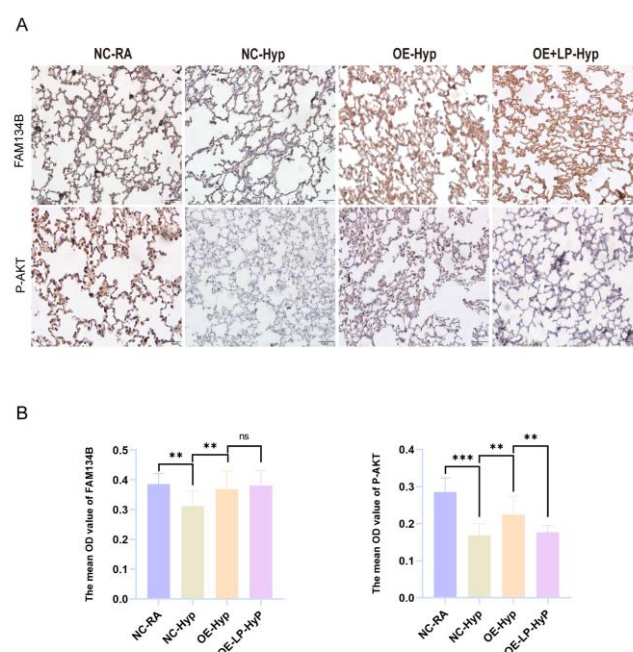 A
NC-RA NC-Hyp OE-Hyp OE+LP-Hyp
FAM134B
P-AKT
B
The mean OD value of FAM134B
0.5
0.4
0.3
0.2
0.1
0.0
** ** ns
NC-RA
NC-Hyp
OE-Hyp
OE-LP-HyP
The mean OD value of P-AKT
0.4
0.3
0.2
0.1
0.0
*** ** **
NC-RA
NC-Hyp
OE-Hyp
OE-LP-HyP